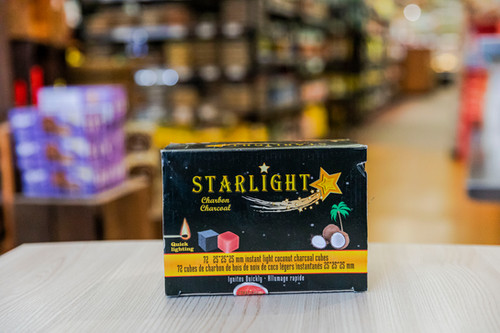 STARLIGHT
STARLIGHT
Charbon
Charcoal
Quick
lighting
72 25*25*25 mm instant light coconut charcoal cubes
72 cubes de charbon de bois de noix de coco légers instantanés 25*25*25 mm
Ignites Quickly - Allumage rapide